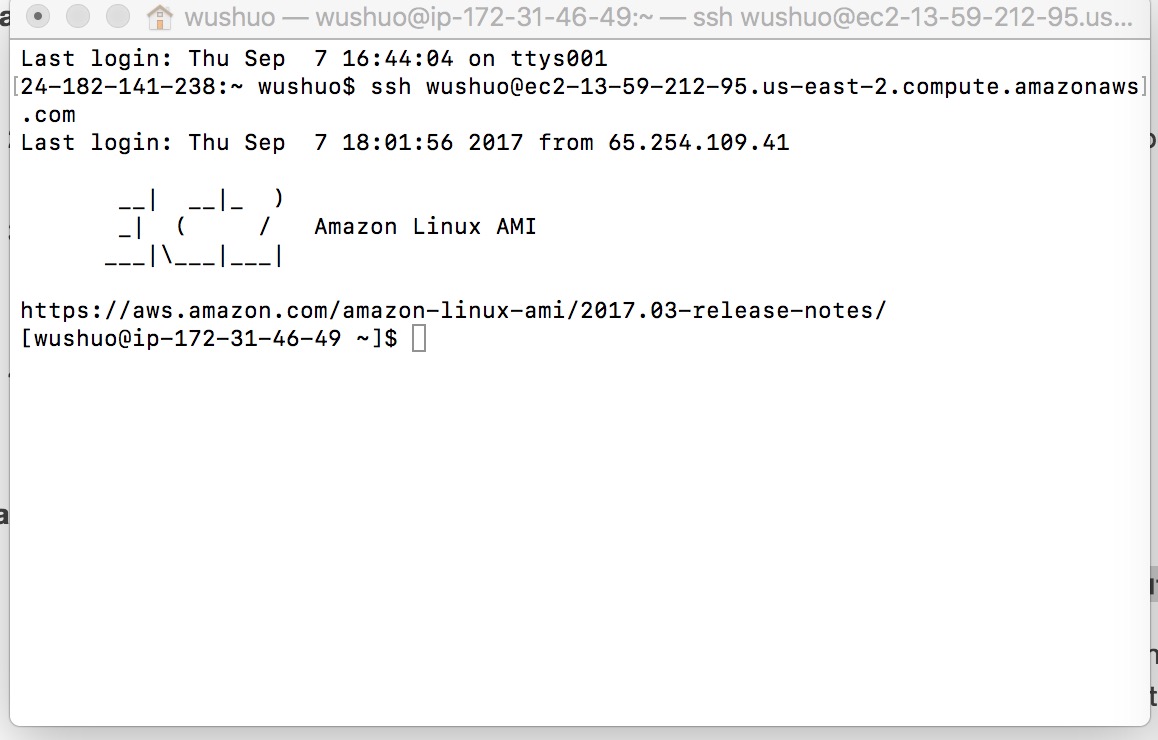 wushuo — wushuo@ip-172-31-46-49:~ — ssh wushuo@ec2-13-59-212-95.us...
Last login: Thu Sep  7 16:44:04 on ttys001
[24-182-141-238:~ wushuo$ ssh wushuo@ec2-13-59-212-95.us-east-2.compute.amazonaws]
.com
Last login: Thu Sep  7 18:01:56 2017 from 65.254.109.41
       __|  __|_  )
       _|  (     /   Amazon Linux AMI
      ___|\___|___|
https://aws.amazon.com/amazon-linux-ami/2017.03-release-notes/
[wushuo@ip-172-31-46-49 ~]$